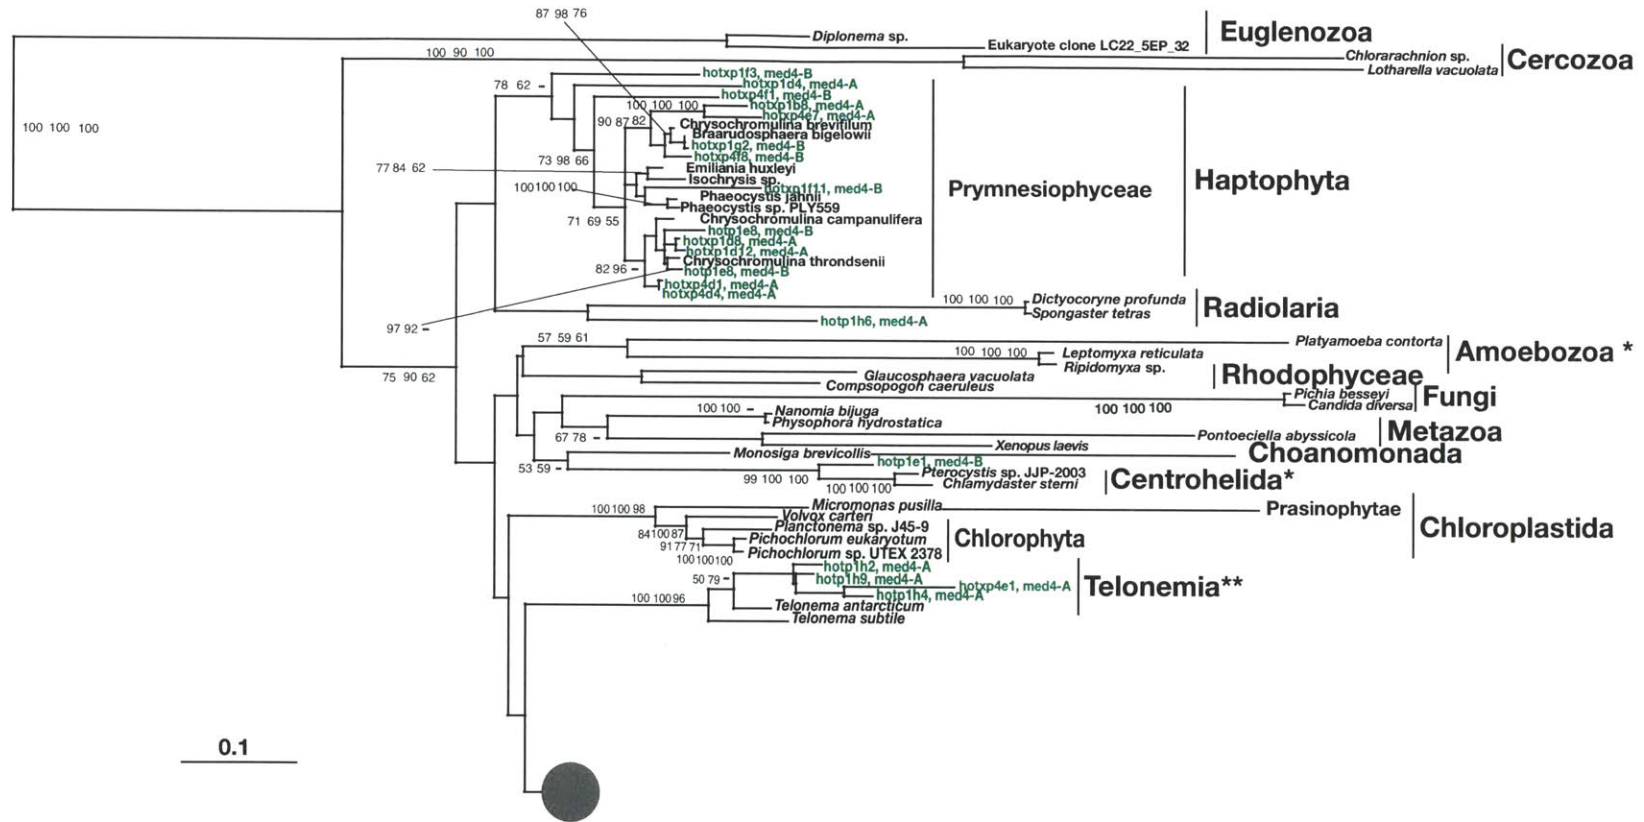 87 98 76
Diplonema sp.
Eukaryote clone LC22_5EP_32
Euglenozoa
100 90 100
Chlorarachnion sp.
Lotharella vacuolata
Cercozoa
100 100 100
78 62 –
hotxp1f3, med4-B
hotxp1d4, med4-A
hotxp4f1, med4-B
100 100 100
hotxp1b8, med4-A
hotxp4e7, med4-A
90 87 82
Chrysochromulina brevifilum
Braarudosphaera bigelowii
hotxp1g2, med4-B
hotxp4f8, med4-B
73 98 66
77 84 62
Emiliania huxleyi
Isochrysis sp.
100 100 100
hotxp1f11, med4-B
Phaeocystis jahnii
Phaeocystis sp. PLY559
71 69 55
Chrysochromulina campanulifera
hotp1e8, med4-B
hotxp1d8, med4-A
hotxp1d12, med4-A
Chrysochromulina throndsenii
82 96 –
hotp1e8, med4-B
hotxp4d1, med4-A
hotxp4d4, med4-A
97 92 –
Prymnesiophyceae
Haptophyta
100 100 100
Dictyocoryne profunda
Spongaster tetras
Radiolaria
hotp1h6, med4-A
75 90 62
57 59 61
Platyamoeba contorta
100 100 100
Leptomyxa reticulata
Ripidomyxa sp.
Amoebozoa *
Glaucosphaera vacuolata
Compsopogon caeruleus
Rhodophyceae
Pichia besseyi
Candida diversa
100 100 100
Fungi
100 100 –
Nanomia bijuga
Physophora hydrostatica
67 78 –
Pontoeciella abyssicola
Xenopus laevis
Metazoa
Monosiga brevicollis
Choanomonada
53 59 –
hotp1e1, med4-B
99 100 100
Pterocystis sp. JJP-2003
100 100 100
Chlamydaster sterni
Centrohelida*
100 100 98
Micromonas pusilla
Prasinophytae
Volvox carteri
84 100 87
Planctonema sp. J45-9
91 77 71
Pichochlorum eukaryotum
100 100 100
Pichochlorum sp. UTEX 2378
Chlorophyta
Chloroplastida
hotp1h2, med4-A
50 79 –
hotp1h9, med4-A
hotxp4e1, med4-A
hotp1h4, med4-A
Telonemia**
100 100 96
Telonema antarcticum
Telonema subtile
0.1